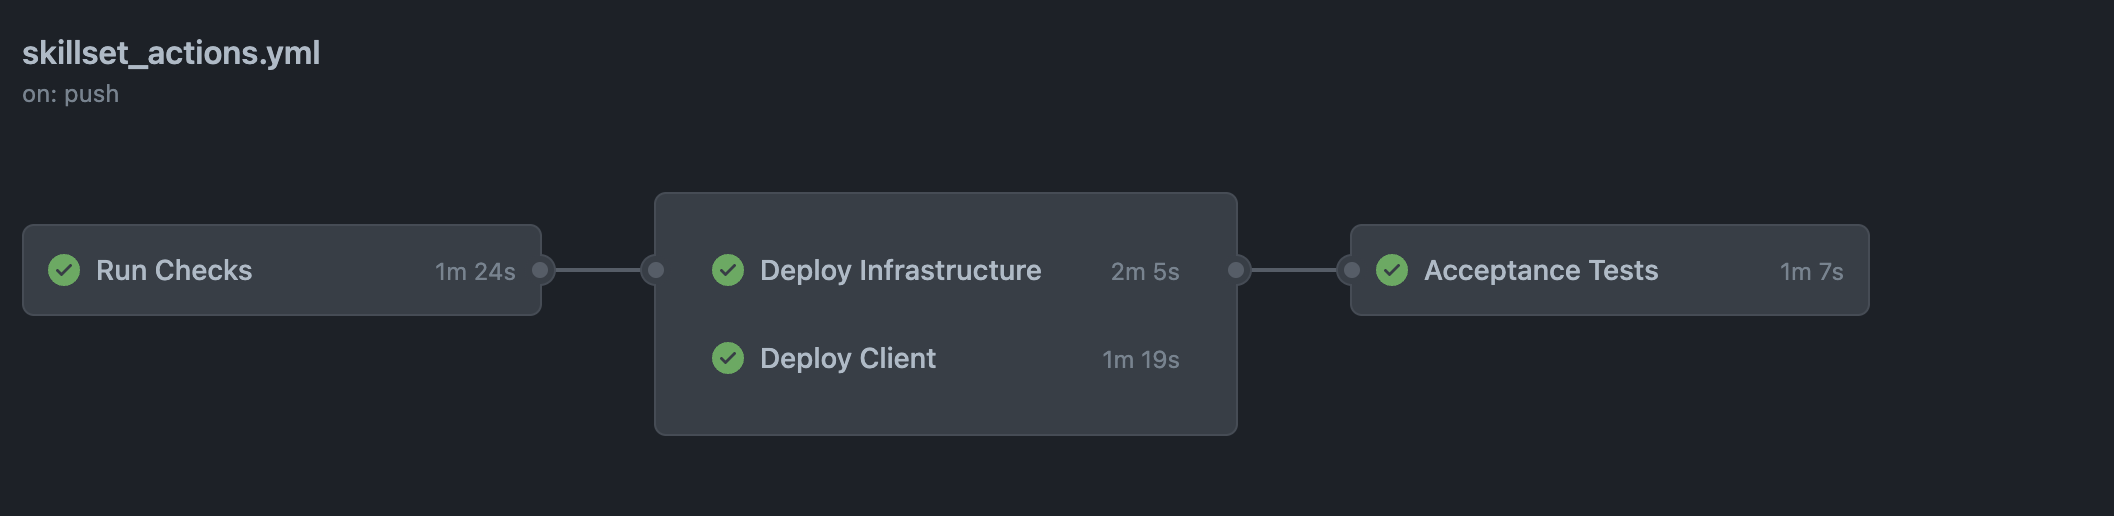 skillset_actions.yml
on: push
Run Checks 1m 24s
Deploy Infrastructure 2m 5s
Deploy Client 1m 19s
Acceptance Tests 1m 7s